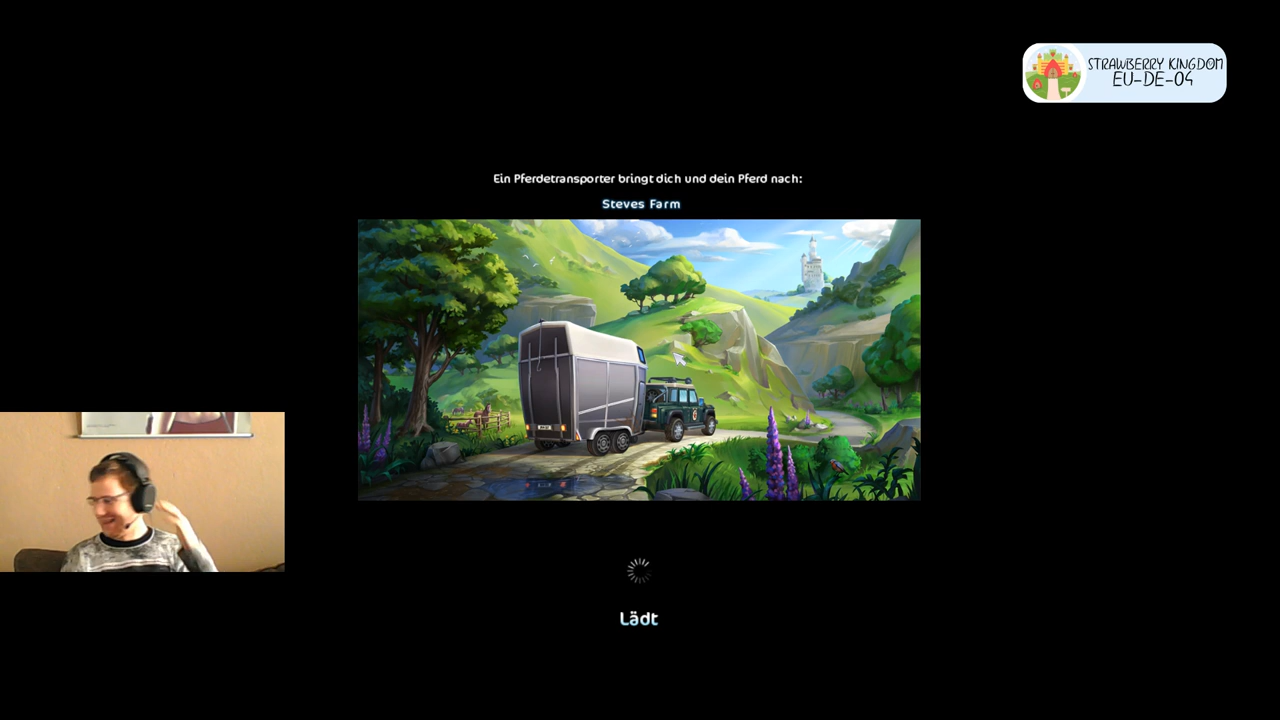 STRAWBERRY KINGDOM
EU-DE-04
Ein Pferdetransporter bringt dich und dein Pferd nach:
Steves Farm
Lädt